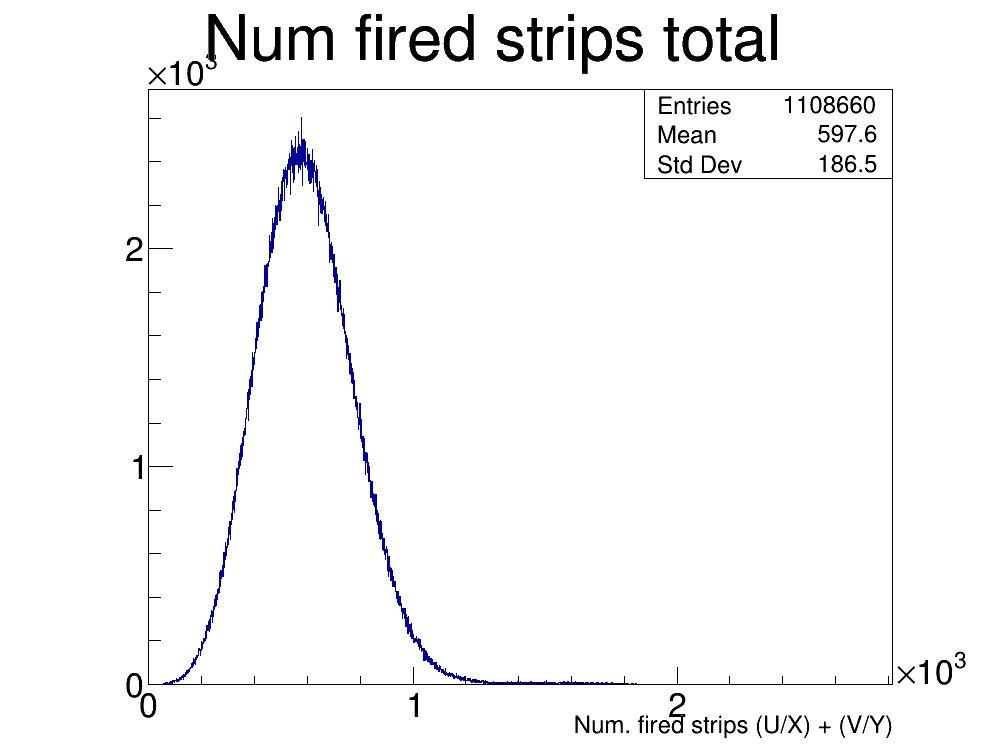 Num fired strips total
×10³
Entries 1108660
Mean 597.6
Std Dev 186.5
2
1
0
0 1 2 ×10³
Num. fired strips (U/X) + (V/Y)